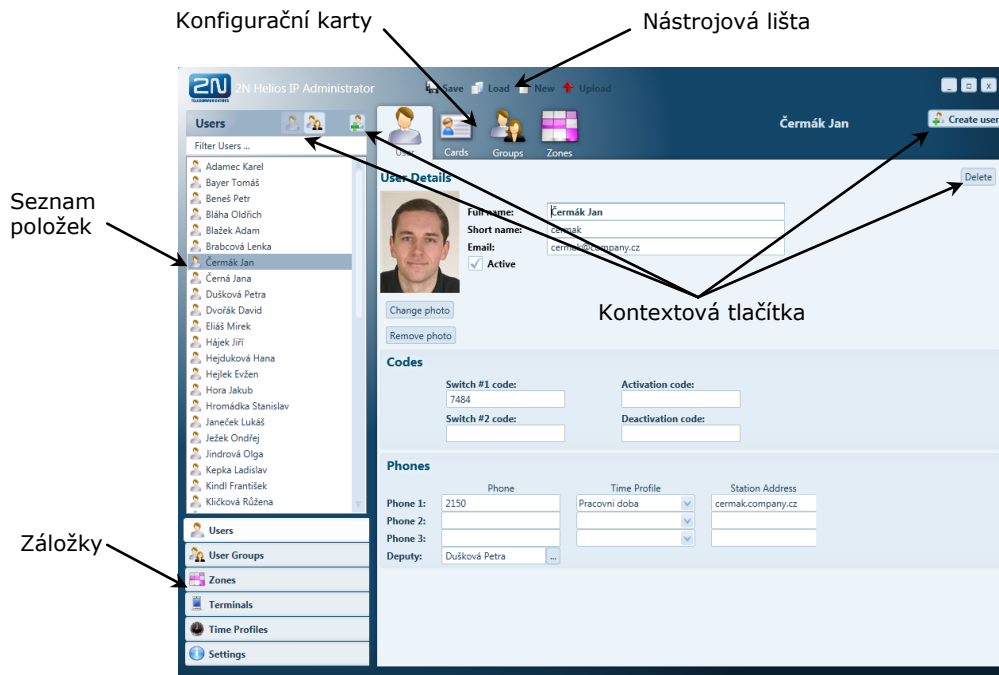 Konfigurační karty
Nástrojová lišta
2N
2N Helios IP Administrator
Save
Load
New
Upload
Users
Filter Users ...
User
Cards
Groups
Zones
Čermák Jan
Create user
Seznam
položek
Adamec Karel
Bayer Tomáš
Beneš Petr
Bláha Oldřich
Blažek Adam
Brabcová Lenka
Čermák Jan
Černá Jana
Dušková Petra
Dvořák David
Eliáš Mirek
Hájek Jiří
Hejduková Hana
Hejlek Evžen
Hora Jakub
Hromádka Stanislav
Janeček Lukáš
Ježek Ondřej
Jindrová Olga
Kepka Ladislav
Kindl František
Kličková Růžena
User Details
Delete
Full name: Čermák Jan
Short name: cermak
Email: cermak@company.cz
Active
Change photo
Remove photo
Kontextová tlačítka
Codes
Switch #1 code: Activation code:
7484
Switch #2 code: Deactivation code:
Phones
Phone Time Profile Station Address
Phone 1: 2150 Pracovni doba cermak.company.cz
Phone 2:
Phone 3:
Deputy: Dušková Petra ...
Záložky
Users
User Groups
Zones
Terminals
Time Profiles
Settings